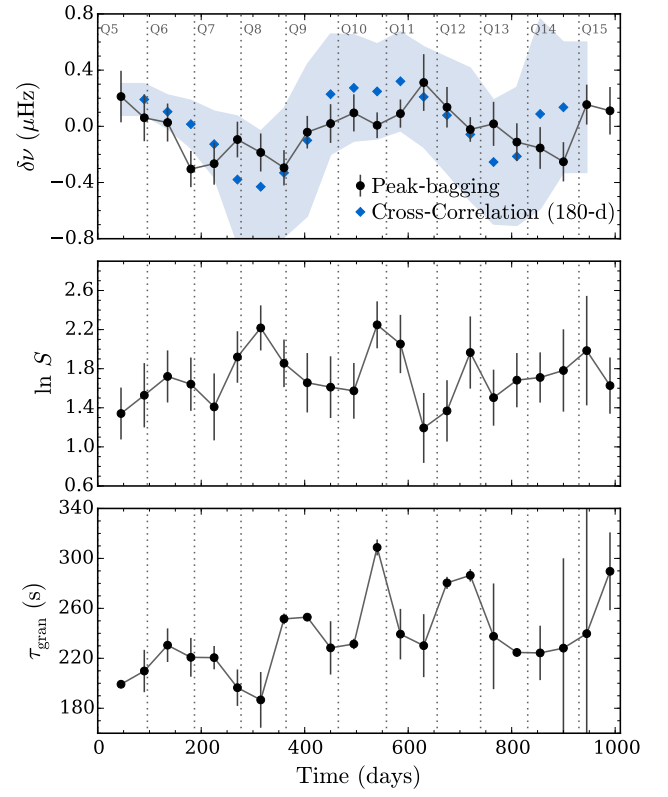 Q5 Q6 Q7 Q8 Q9 Q10 Q11 Q12 Q13 Q14 Q15
0.8
0.4
0.0
−0.4
−0.8
δν (μHz)
Peak-bagging
Cross-Correlation (180-d)
2.6
2.2
1.8
1.4
1.0
0.6
ln S
340
300
260
220
180
τgran (s)
0 200 400 600 800 1000
Time (days)